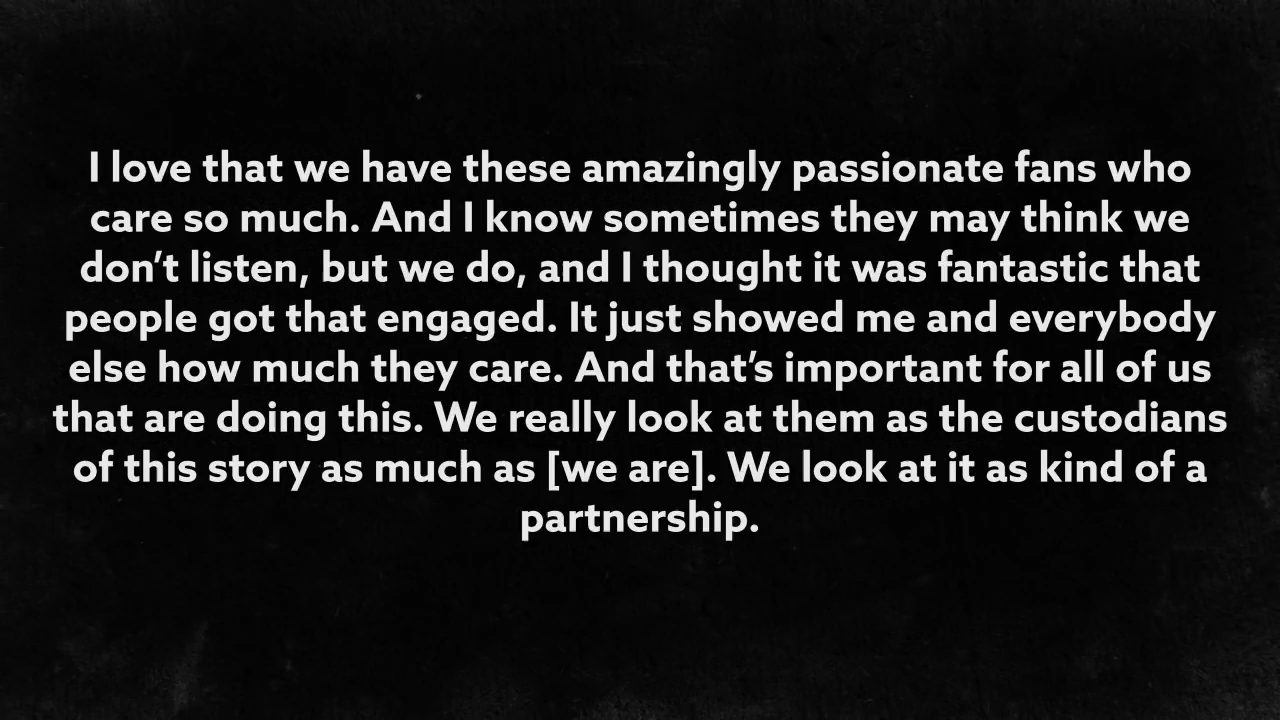 I love that we have these amazingly passionate fans who
care so much. And I know sometimes they may think we
don’t listen, but we do, and I thought it was fantastic that
people got that engaged. It just showed me and everybody
else how much they care. And that’s important for all of us
that are doing this. We really look at them as the custodians
of this story as much as [we are]. We look at it as kind of a
partnership.